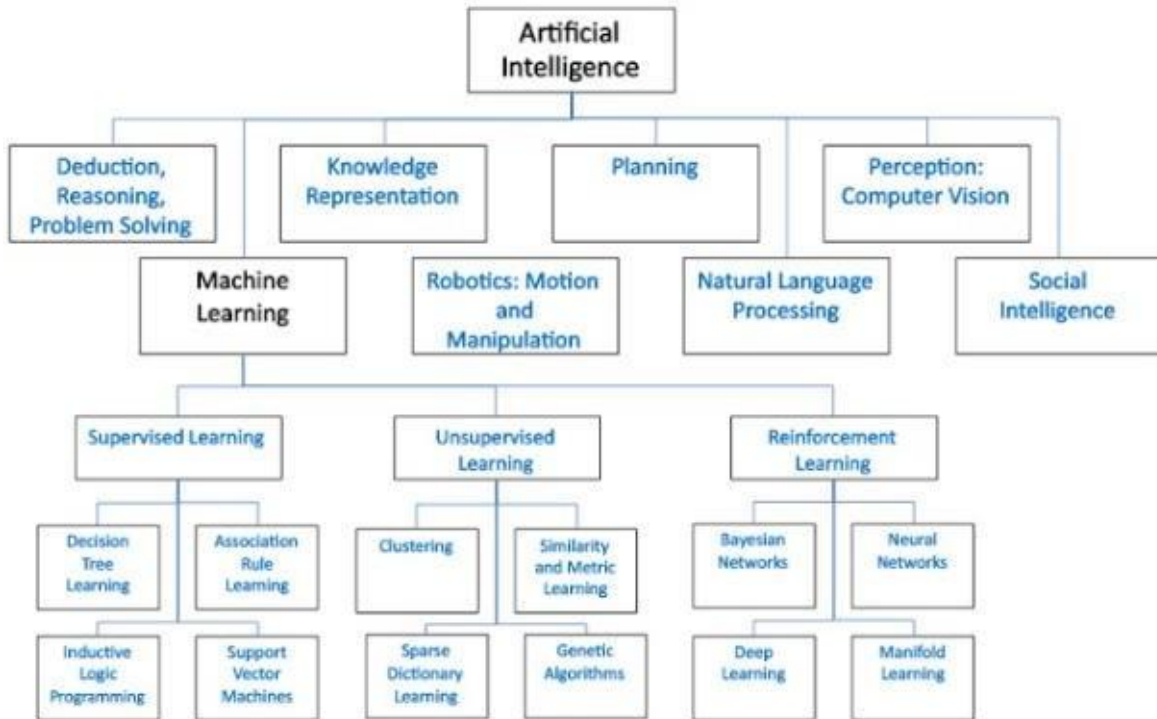 Artificial
Intelligence
Deduction,
Reasoning,
Problem Solving
Knowledge
Representation
Planning
Perception:
Computer Vision
Machine
Learning
Robotics: Motion
and
Manipulation
Natural Language
Processing
Social
Intelligence
Supervised Learning
Unsupervised
Learning
Reinforcement
Learning
Decision
Tree
Learning
Association
Rule
Learning
Clustering
Similarity
and Metric
Learning
Bayesian
Networks
Neural
Networks
Inductive
Logic
Programming
Support
Vector
Machines
Sparse
Dictionary
Learning
Genetic
Algorithms
Deep
Learning
Manifold
Learning